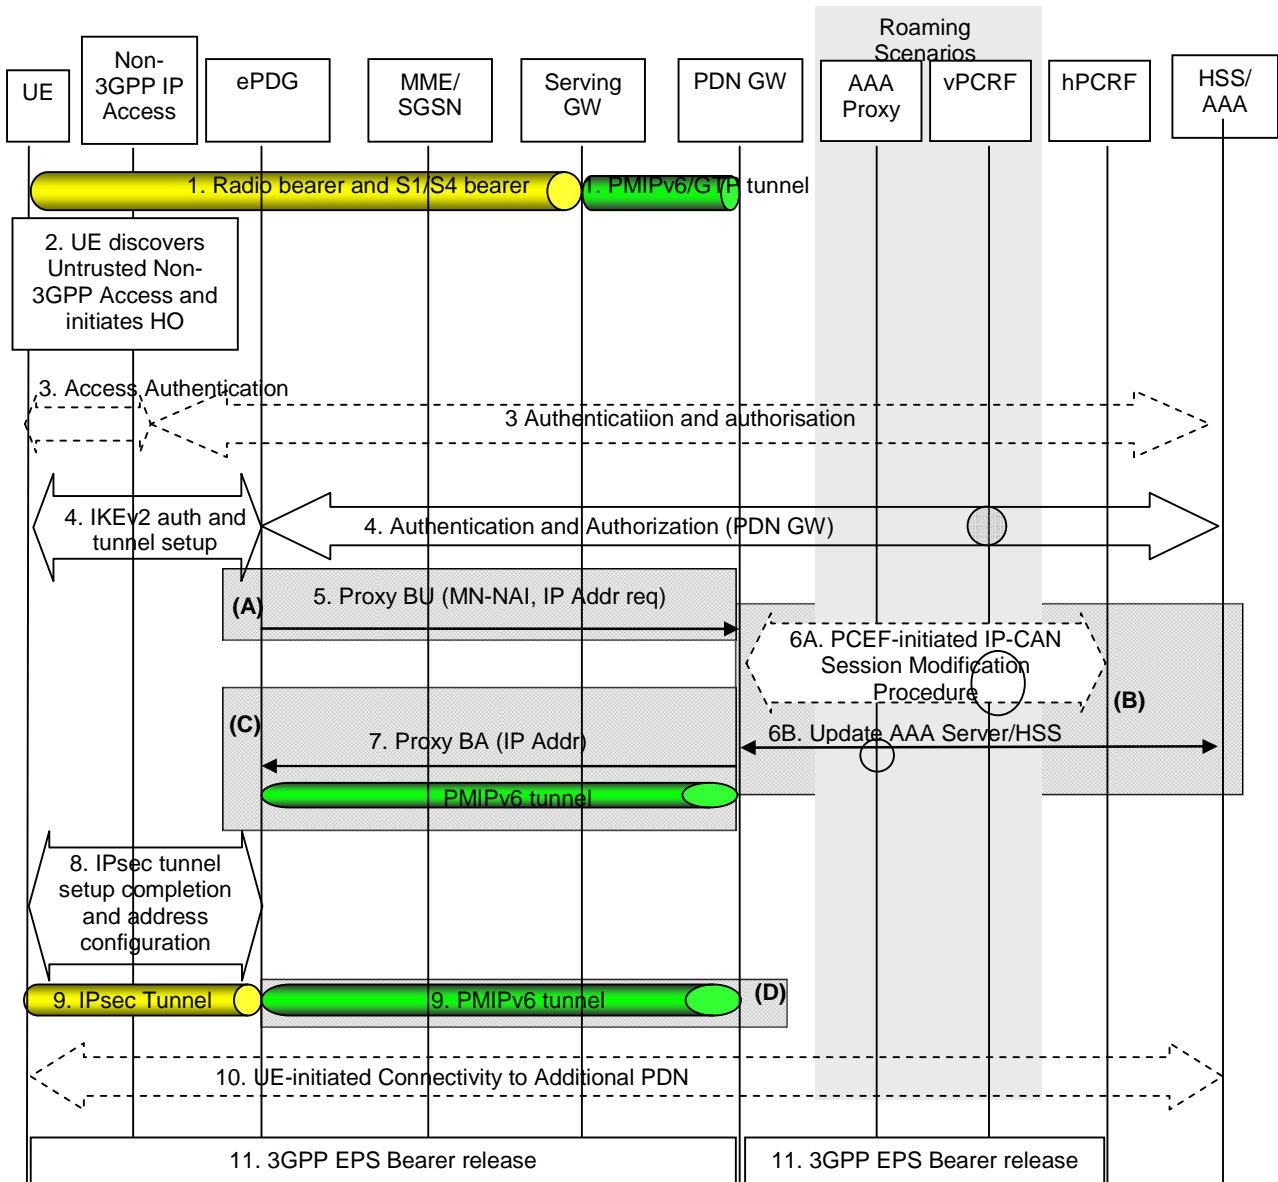 Roaming
Scenarios
UE
Non-
3GPP IP
Access
ePDG
MME/
SGSN
Serving
GW
PDN GW
AAA
Proxy
vPCRF
hPCRF
HSS/
AAA
1. Radio bearer and S1/S4 bearer
1. PMIPv6/GTP tunnel
2. UE discovers
Untrusted Non-
3GPP Access and
initiates HO
3. Access Authentication
3 Authenticatiion and authorisation
4. IKEv2 auth and
tunnel setup
4. Authentication and Authorization (PDN GW)
(A)
5. Proxy BU (MN-NAI, IP Addr req)
6A. PCEF-initiated IP-CAN
Session Modification
Procedure
(B)
(C)
7. Proxy BA (IP Addr)
6B. Update AAA Server/HSS
PMIPv6 tunnel
8. IPsec tunnel
setup completion
and address
configuration
9. IPsec Tunnel
9. PMIPv6 tunnel
(D)
10. UE-initiated Connectivity to Additional PDN
11. 3GPP EPS Bearer release
11. 3GPP EPS Bearer release